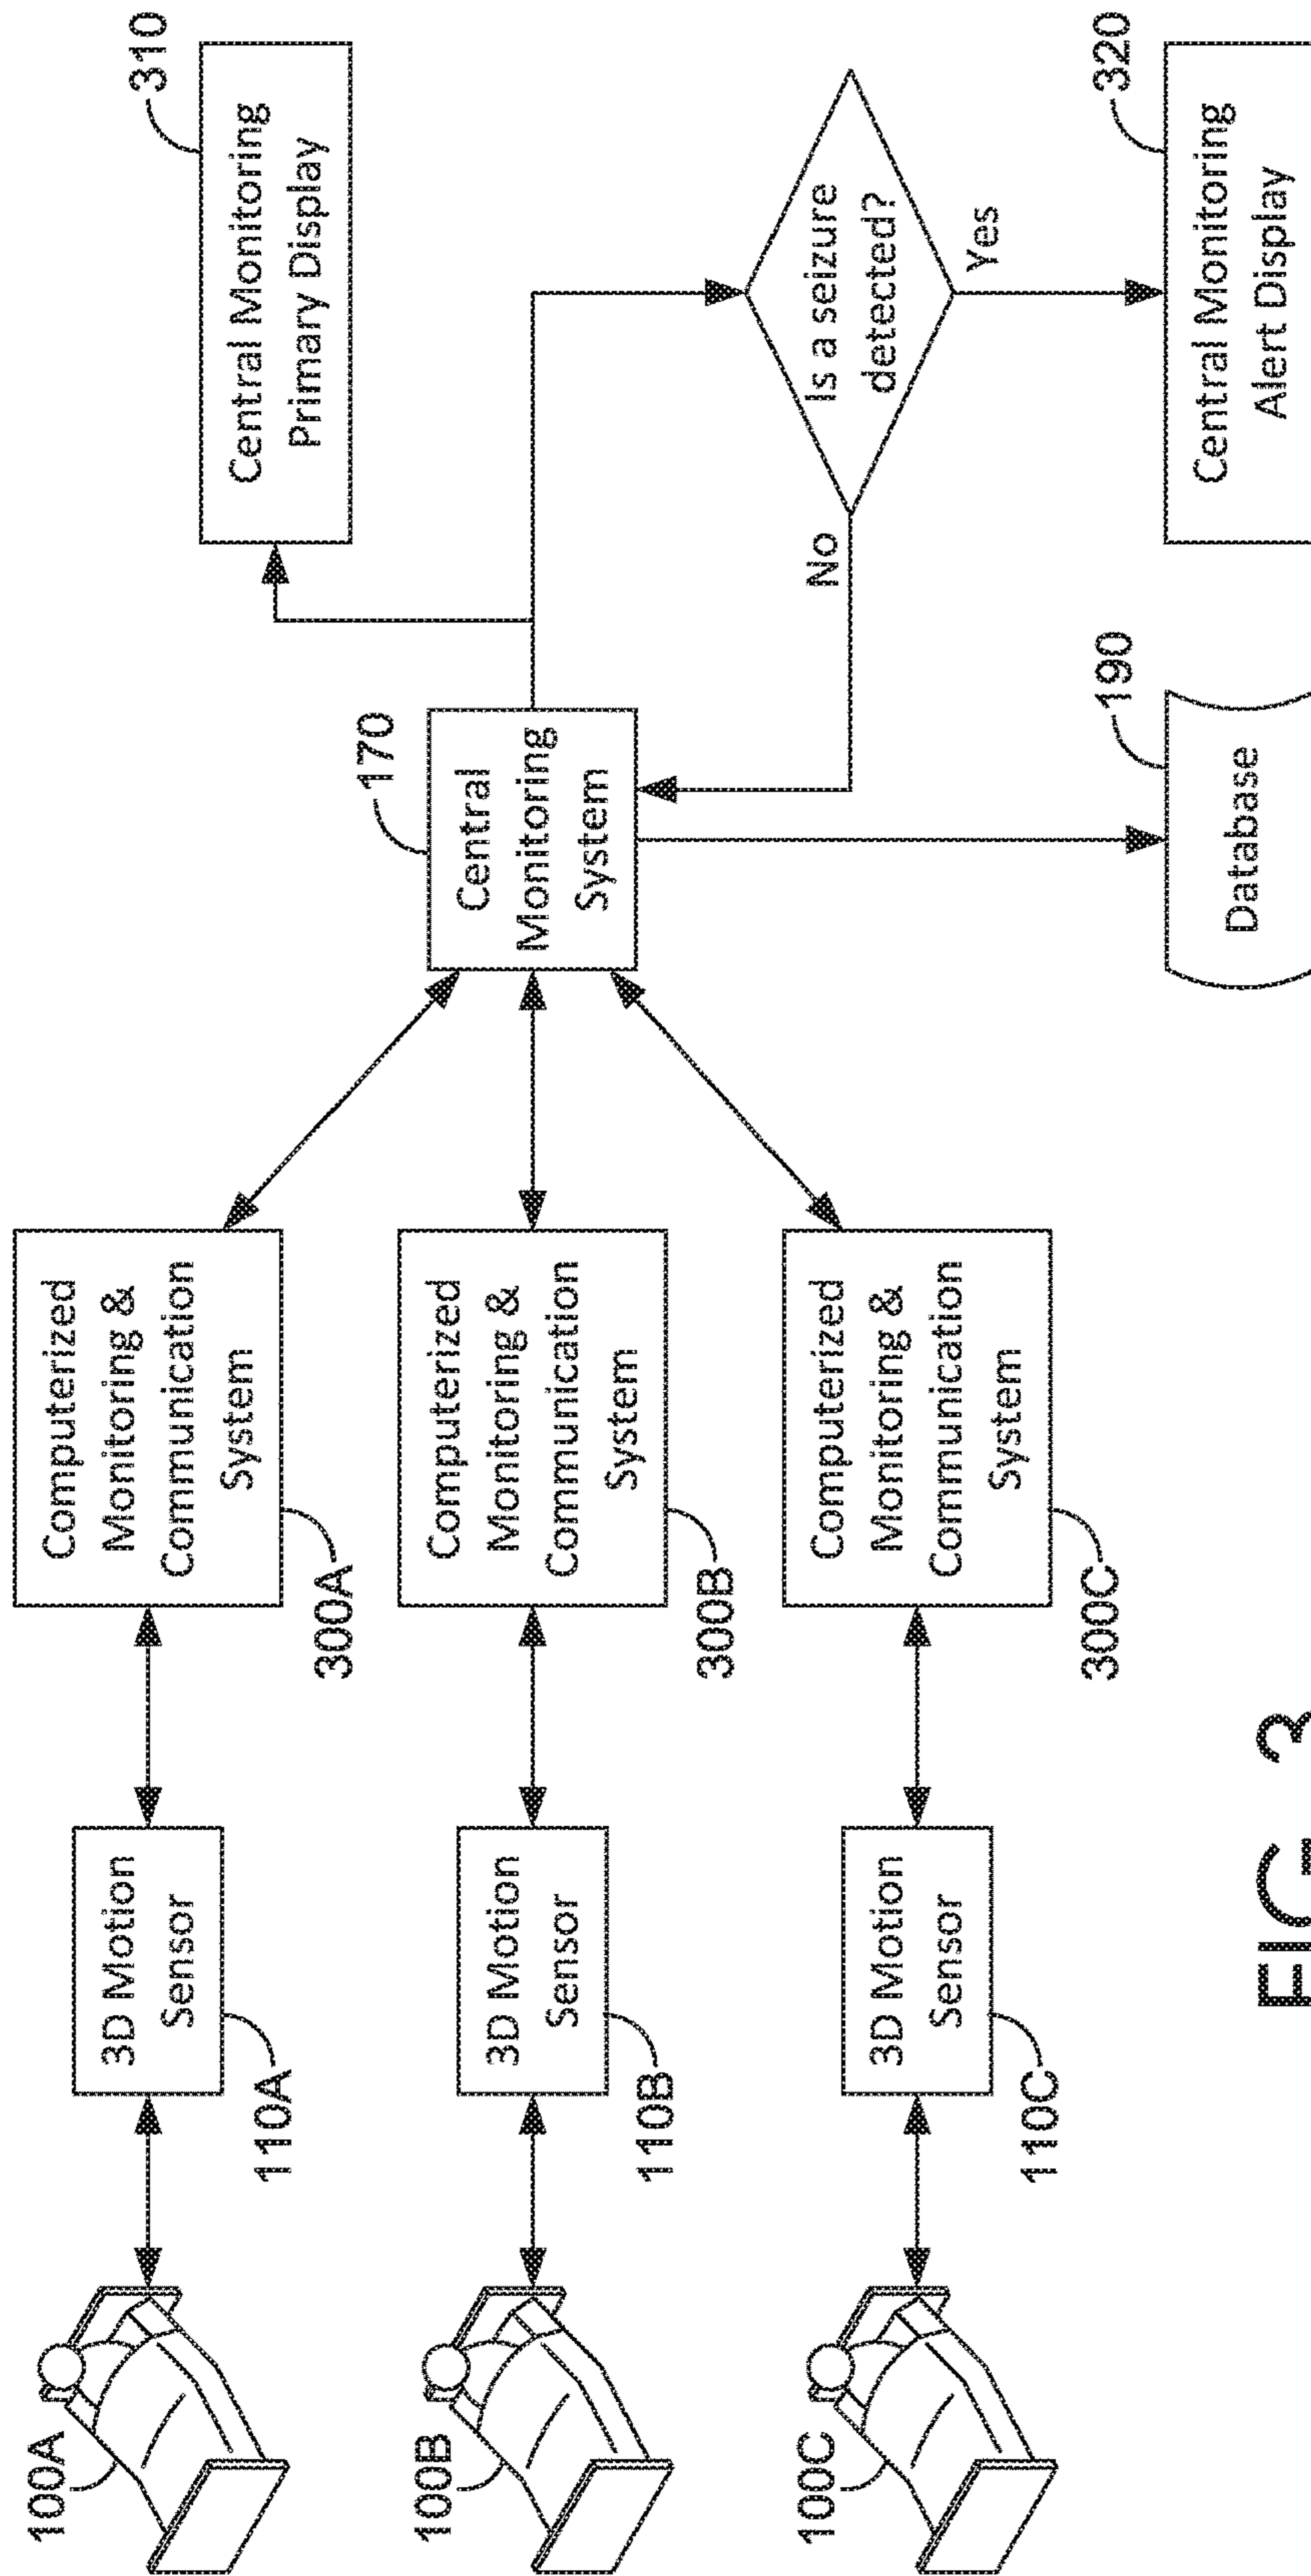 100A
110A
3D Motion
Sensor
300A
Computerized
Monitoring &
Communication
System
100B
110B
3D Motion
Sensor
300B
Computerized
Monitoring &
Communication
System
100C
110C
3D Motion
Sensor
300C
Computerized
Monitoring &
Communication
System
170
Central
Monitoring
System
310
Central Monitoring
Primary Display
Is a seizure
detected?
No
Yes
190
Database
320
Central Monitoring
Alert Display
FIG. 3